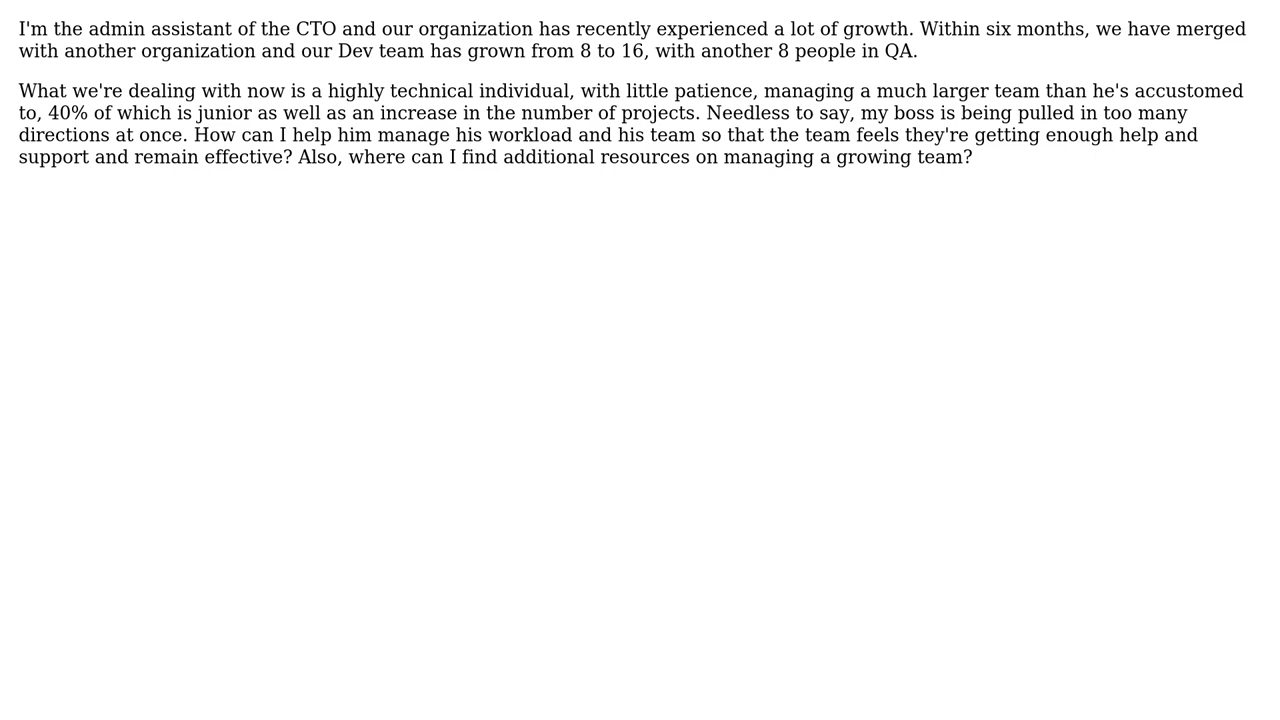 I'm the admin assistant of the CTO and our organization has recently experienced a lot of growth. Within six months, we have merged
with another organization and our Dev team has grown from 8 to 16, with another 8 people in QA.
What we're dealing with now is a highly technical individual, with little patience, managing a much larger team than he's accustomed
to, 40% of which is junior as well as an increase in the number of projects. Needless to say, my boss is being pulled in too many
directions at once. How can I help him manage his workload and his team so that the team feels they're getting enough help and
support and remain effective? Also, where can I find additional resources on managing a growing team?